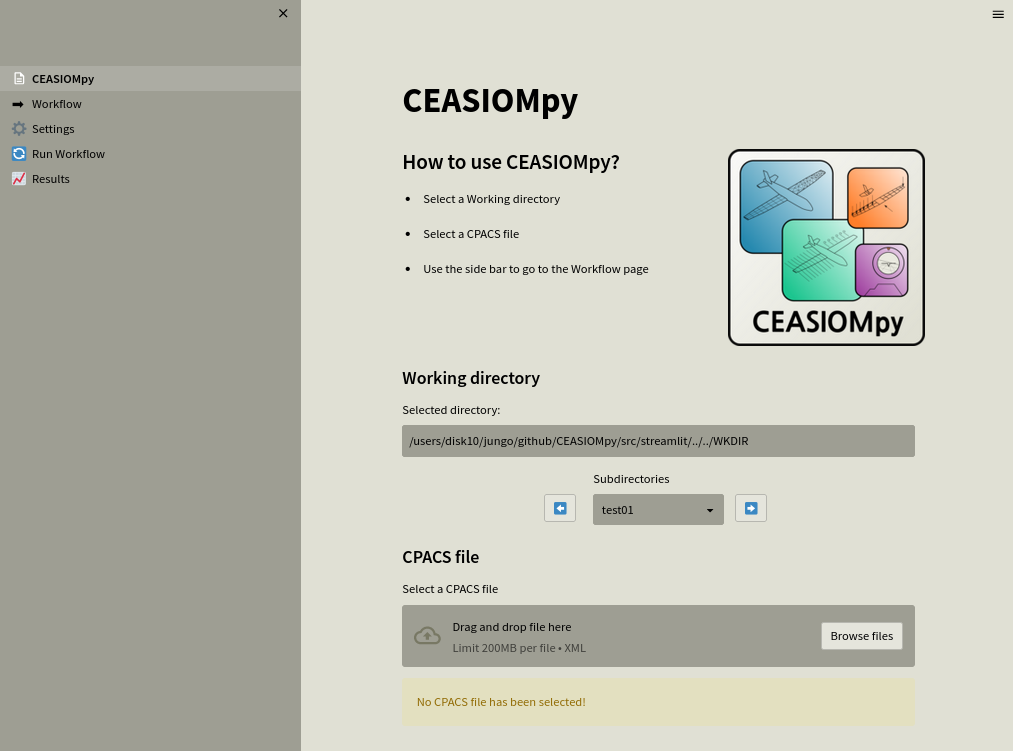 CEASIOMpy
Workflow
Settings
Run Workflow
Results
CEASIOMpy
How to use CEASIOMpy?
• Select a Working directory
• Select a CPACS file
• Use the side bar to go to the Workflow page
CEASIOMpy
Working directory
Selected directory:
/users/disk10/jungo/github/CEASIOMpy/src/streamlit/../../WKDIR
Subdirectories
test01
CPACS file
Select a CPACS file
Drag and drop file here
Limit 200MB per file • XML
Browse files
No CPACS file has been selected!